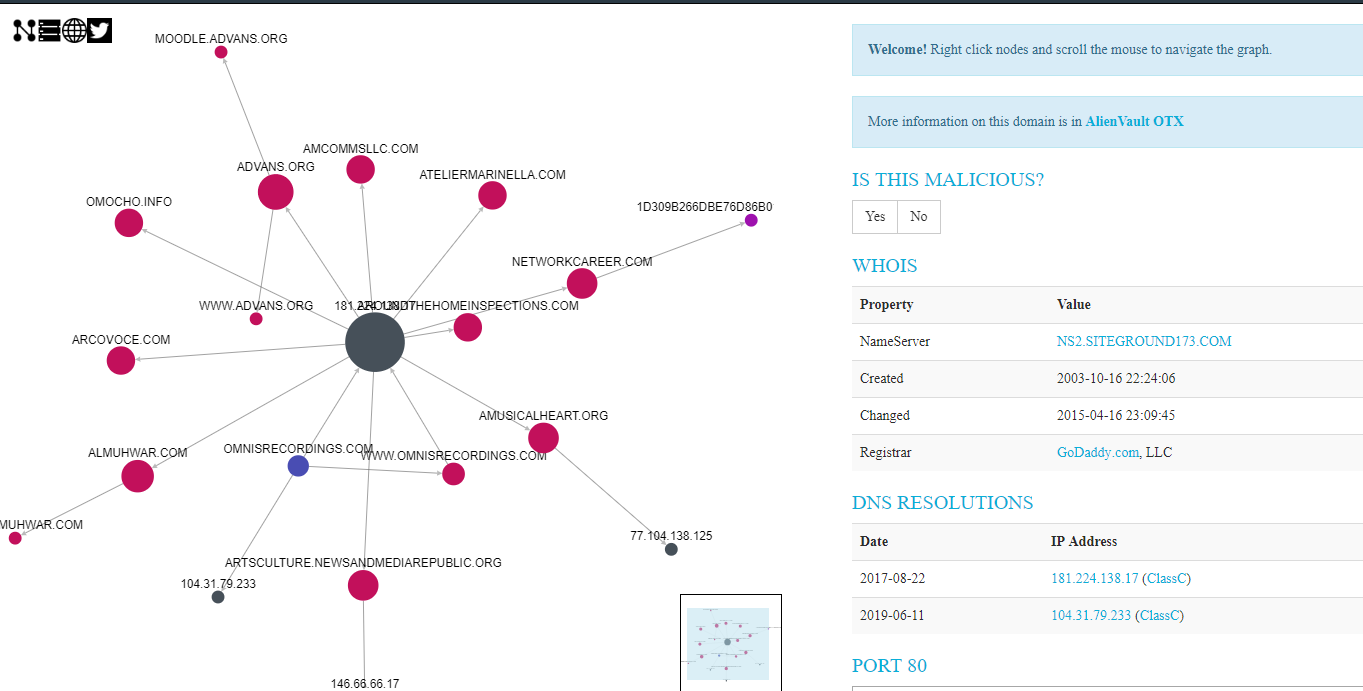 MOODLE.ADVANS.ORG
AMCOMMSLLC.COM
ADVANS.ORG
ATELIERMARINELLA.COM
OMOCHO.INFO
1D309B266DBE76D86B0
NETWORKCAREER.COM
WWW.ADVANS.ORG
181.224.138.17
AROUNDTHEHOMEINSPECTIONS.COM
ARCOVOCE.COM
AMUSICALHEART.ORG
ALMUHWAR.COM
OMNISRECORDINGS.COM
WWW.OMNISRECORDINGS.COM
MUHWAR.COM
77.104.138.125
ARTSCULTURE.NEWSANDMEDIAREPUBLIC.ORG
104.31.79.233
146.66.66.17
Welcome! Right click nodes and scroll the mouse to navigate the graph.
More information on this domain is in AlienVault OTX
IS THIS MALICIOUS?
Yes No
WHOIS
Property Value
NameServer NS2.SITEGROUND173.COM
Created 2003-10-16 22:24:06
Changed 2015-04-16 23:09:45
Registrar GoDaddy.com, LLC
DNS RESOLUTIONS
Date IP Address
2017-08-22 181.224.138.17 (ClassC)
2019-06-11 104.31.79.233 (ClassC)
PORT 80